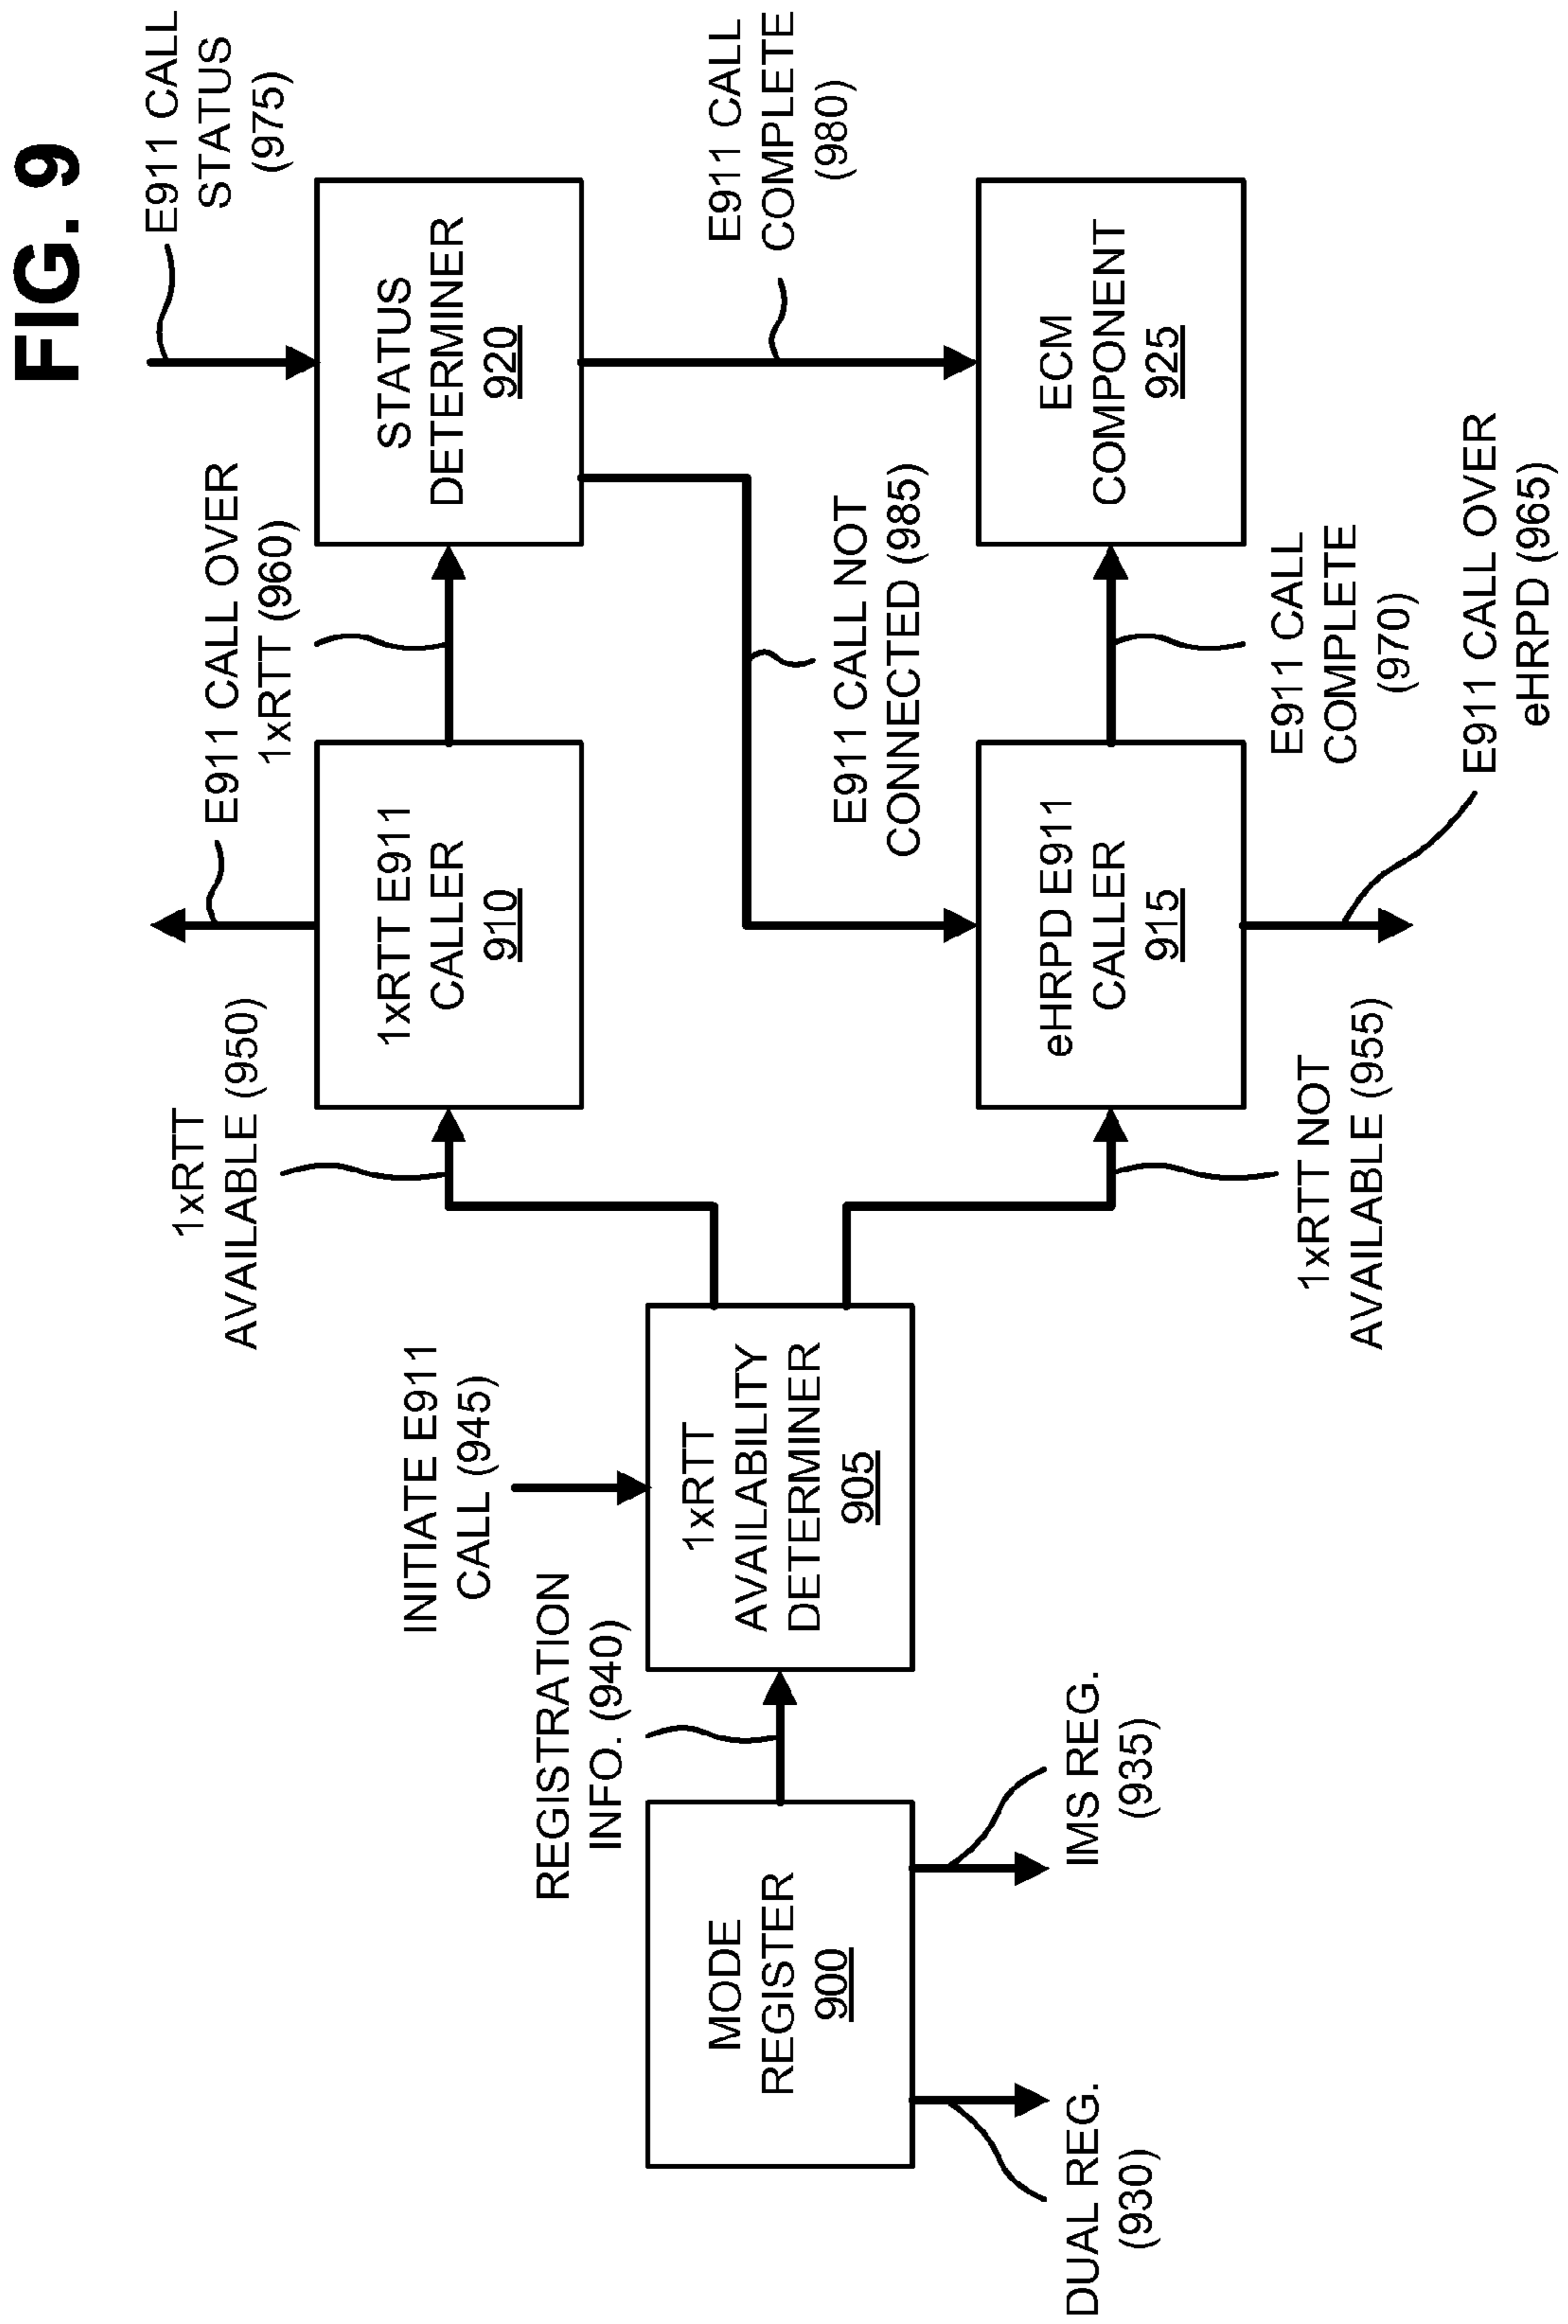 FIG. 9
E911 CALL
STATUS
(975)
E911 CALL OVER
1xRTT (960)
1xRTT
AVAILABLE (950)
STATUS
DETERMINER
920
1xRTT E911
CALLER
910
INITIATE E911
CALL (945)
REGISTRATION
INFO. (940)
1xRTT
AVAILABILITY
DETERMINER
905
MODE
REGISTER
900
E911 CALL
COMPLETE
(980)
E911 CALL NOT
CONNECTED (985)
ECM
COMPONENT
925
eHRPD E911
CALLER
915
DUAL REG.
(930)
IMS REG.
(935)
1xRTT NOT
AVAILABLE (955)
E911 CALL
COMPLETE
(970)
E911 CALL OVER
eHRPD (965)